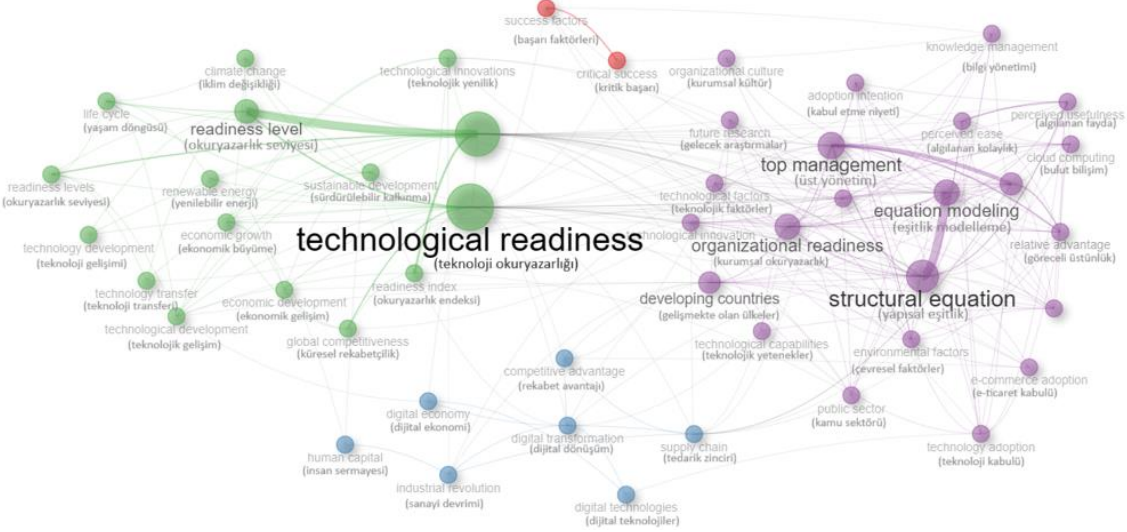 success factors
(başarı faktörleri)
knowledge management
(bilgi yönetimi)
climate change
(iklim değişikliği)
technological innovations
(teknolojik yenilik)
critical success
(kritik başarı)
organizational culture
(kurumsal kültür)
adoption intention
(kabul etme niyeti)
life cycle
(yaşam döngüsü)
readiness level
(okuryazarlık seviyesi)
future research
(gelecek araştırmalar)
perceived ease
(algılanan kolaylık)
perceived usefulness
(algılanan fayda)
cloud computing
(bulut bilişim)
top management
(üst yönetim)
readiness levels
(okuryazarlık seviyesi)
renewable energy
(yenilebilir enerji)
sustainable development
(sürdürülebilir kalkınma)
technological factors
(teknolojik faktörler)
equation modeling
(eşitlik modelleme)
technology development
(teknoloji gelişimi)
economic growth
(ekonomik büyüme)
technological readiness
(teknoloji okuryazarlığı)
technological innovation
organizational readiness
(kurumsal okuryazarlık)
relative advantage
(göreceli üstünlük)
technology transfer
(teknoloji transferi)
economic development
(ekonomik gelişim)
readiness index
(okuryazarlık endeksi)
developing countries
(gelişmekte olan ülkeler)
structural equation
(yapısal eşitlik)
technological development
(teknolojik gelişim)
global competitiveness
(küresel rekabetçilik)
technological capabilities
(teknolojik yetenekler)
environmental factors
(çevresel faktörler)
competitive advantage
(rekabet avantajı)
e-commerce adoption
(e-ticaret kabulü)
digital economy
(dijital ekonomi)
public sector
(kamu sektörü)
digital transformation
(dijital dönüşüm)
supply chain
(tedarik zinciri)
technology adoption
(teknoloji kabulü)
human capital
(insan sermayesi)
industrial revolution
(sanayi devrimi)
digital technologies
(dijital teknolojiler)